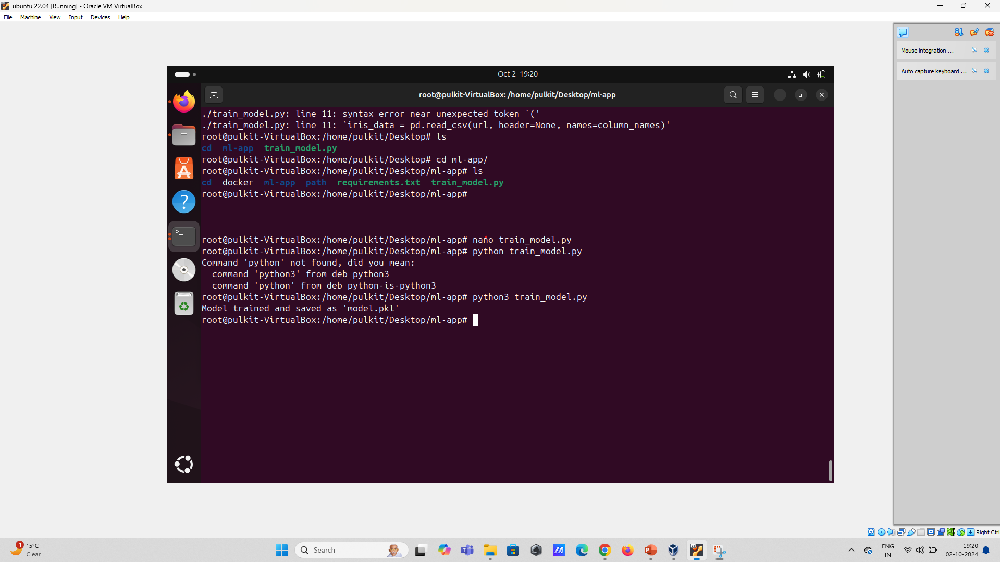 ubuntu 22.04 [Running] - Oracle VM VirtualBox
File Machine View Input Devices Help
Mouse integration ...
Auto capture keyboard ...
Oct 2 19:20
root@pulkit-VirtualBox: /home/pulkit/Desktop/ml-app
./train_model.py: line 11: syntax error near unexpected token `('
./train_model.py: line 11: `iris_data = pd.read_csv(url, header=None, names=column_names)'
root@pulkit-VirtualBox:/home/pulkit/Desktop# ls
cd ml-app train_model.py
root@pulkit-VirtualBox:/home/pulkit/Desktop# cd ml-app/
root@pulkit-VirtualBox:/home/pulkit/Desktop/ml-app# ls
cd docker ml-app path requirements.txt train_model.py
root@pulkit-VirtualBox:/home/pulkit/Desktop/ml-app#
root@pulkit-VirtualBox:/home/pulkit/Desktop/ml-app# nano train_model.py
root@pulkit-VirtualBox:/home/pulkit/Desktop/ml-app# python train_model.py
Command 'python' not found, did you mean:
command 'python3' from deb python3
command 'python' from deb python-is-python3
root@pulkit-VirtualBox:/home/pulkit/Desktop/ml-app# python3 train_model.py
Model trained and saved as 'model.pkl'
root@pulkit-VirtualBox:/home/pulkit/Desktop/ml-app#
Right Ctrl
1
15°C
Clear
Search
ENG
IN
19:20
02-10-2024